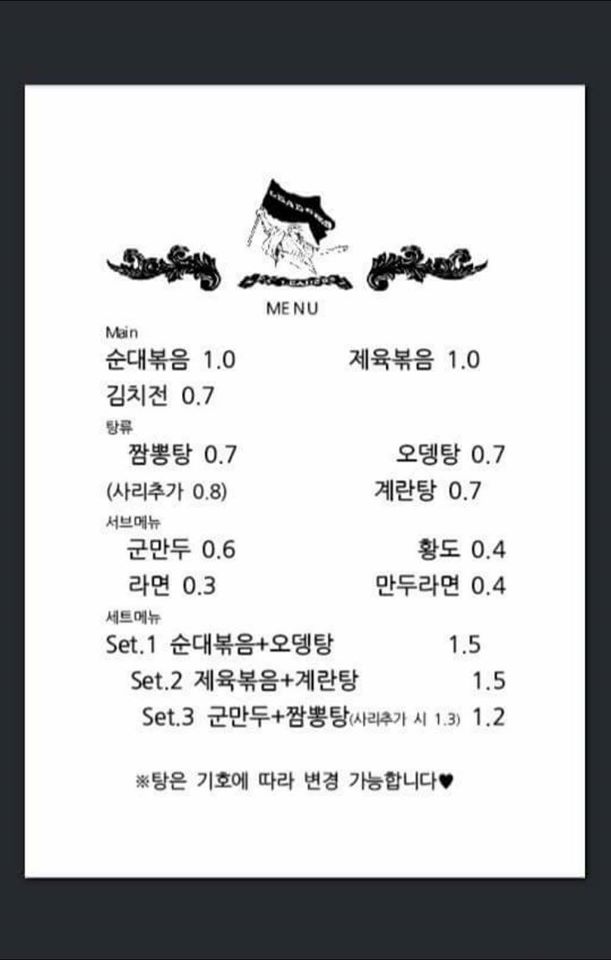 LEADERS
MENU
Main
순대볶음 1.0 제육볶음 1.0
김치전 0.7
탕류
짬뽕탕 0.7 오뎅탕 0.7
(사리추가 0.8) 계란탕 0.7
서브메뉴
군만두 0.6 황도 0.4
라면 0.3 만두라면 0.4
세트메뉴
Set.1 순대볶음+오뎅탕 1.5
Set.2 제육볶음+계란탕 1.5
Set.3 군만두+짬뽕탕(사리추가 시 1.3) 1.2
※탕은 기호에 따라 변경 가능합니다♥